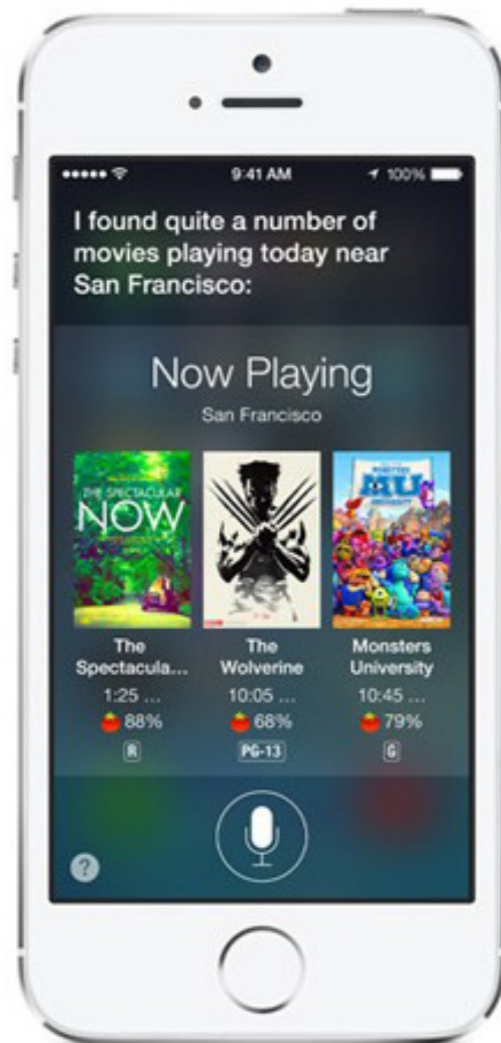 9:41 AM
100%
I found quite a number of
movies playing today near
San Francisco:
Now Playing
San Francisco
THE SPECTACULAR
NOW
MONSTERS
MU
UNIVERSITY
The
Spectacula...
The
Wolverine
Monsters
University
1:25 ...
10:05 ...
10:45 ...
88%
68%
79%
R
PG-13
G
?